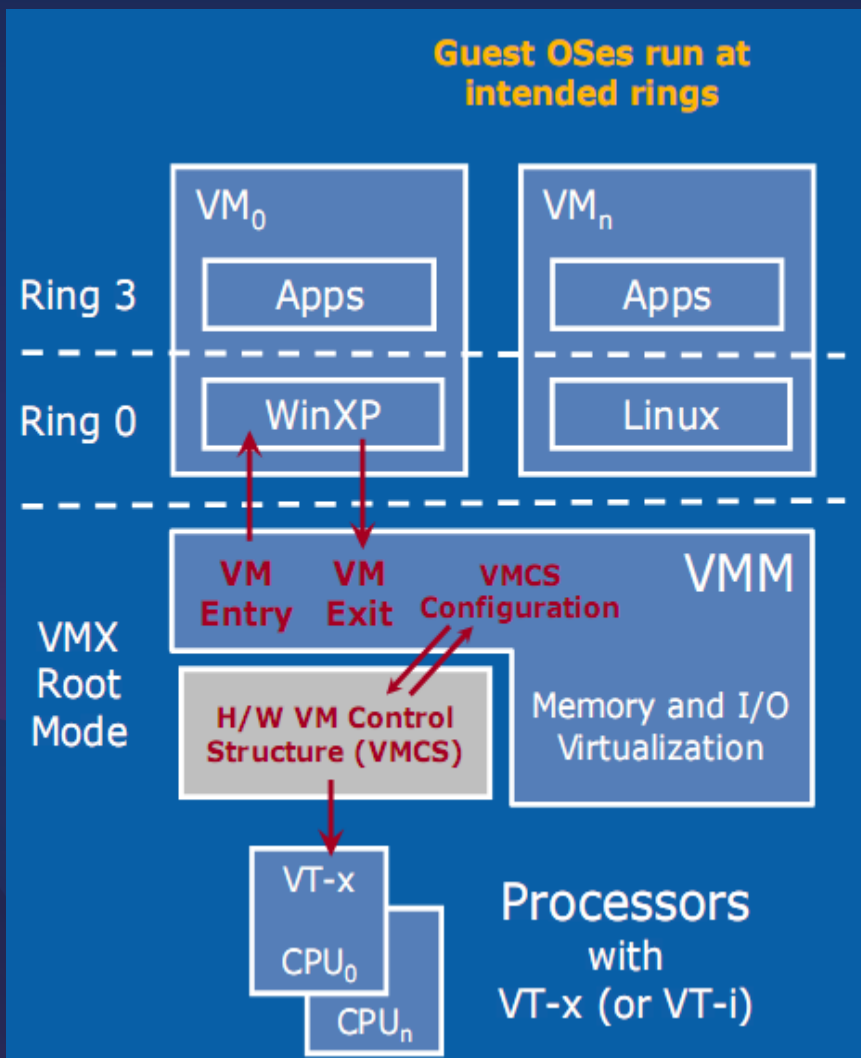 Guest OSes run at
intended rings
VM0
VMn
Ring 3
Apps
Apps
Ring 0
WinXP
Linux
VM
Entry
VM
Exit
VMCS
Configuration
VMM
VMX
Root
Mode
H/W VM Control
Structure (VMCS)
Memory and I/O
Virtualization
VT-x
CPU0
CPUn
Processors
with
VT-x (or VT-i)